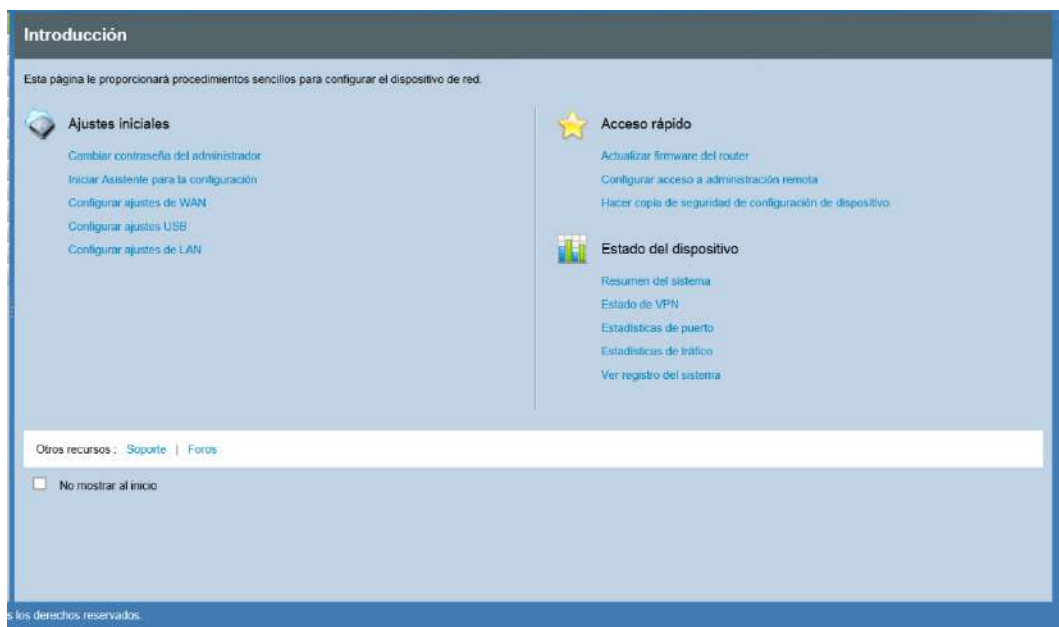 Introducción
Esta página le proporcionará procedimientos sencillos para configurar el dispositivo de red.
Ajustes iniciales
Cambiar contraseña del administrador
Iniciar Asistente para la configuración
Configurar ajustes de WAN
Configurar ajustes USB
Configurar ajustes de LAN
Acceso rápido
Actualizar firmware del router
Configurar acceso a administración remota
Hacer copia de seguridad de configuración de dispositivo
Estado del dispositivo
Resumen del sistema
Estado de VPN
Estadísticas de puerto
Estadísticas de tráfico
Ver registro del sistema
Otros recursos : Soporte | Foros
No mostrar al inicio
s los derechos reservados.